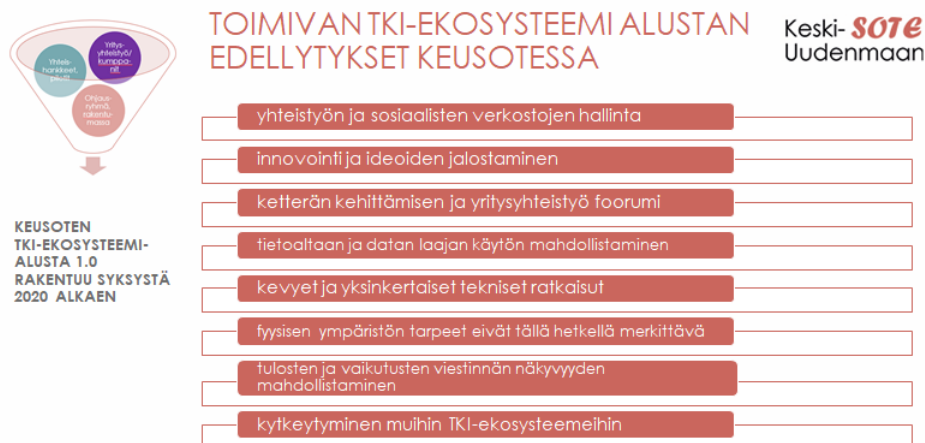 TOIMIVAN TKI-EKOSYSTEEMI ALUSTAN
EDELLYTYKSET KEUSOTESSA
Keski-SOTE
Uudenmaan
Yhteis-
hankkeet,
pilotit
Yritys-
yhteistyö/
kumppa-
nit
Ohjaus-
ryhmä,
rakentu-
massa
KEUSOTEN
TKI-EKOSYSTEEMI-
ALUSTA 1.0
RAKENTUU SYKSYSTÄ
2020 ALKAEN
yhteistyön ja sosiaalisten verkostojen hallinta
innovointi ja ideoiden jalostaminen
ketterän kehittämisen ja yritysyhteistyö foorumi
tietoaltaan ja datan laajan käytön mahdollistaminen
kevyet ja yksinkertaiset tekniset ratkaisut
fyysisen ympäristön tarpeet eivät tällä hetkellä merkittävä
tulosten ja vaikutusten viestinnän näkyvyyden
mahdollistaminen
kytkeytyminen muihin TKI-ekosysteemeihin